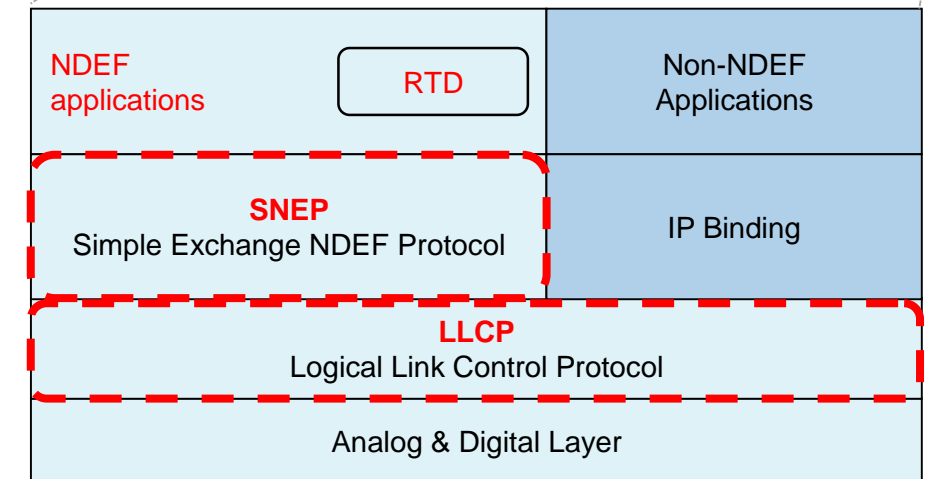 NDEF
applications
RTD
Non-NDEF
Applications
SNEP
Simple Exchange NDEF Protocol
IP Binding
LLCP
Logical Link Control Protocol
Analog & Digital Layer